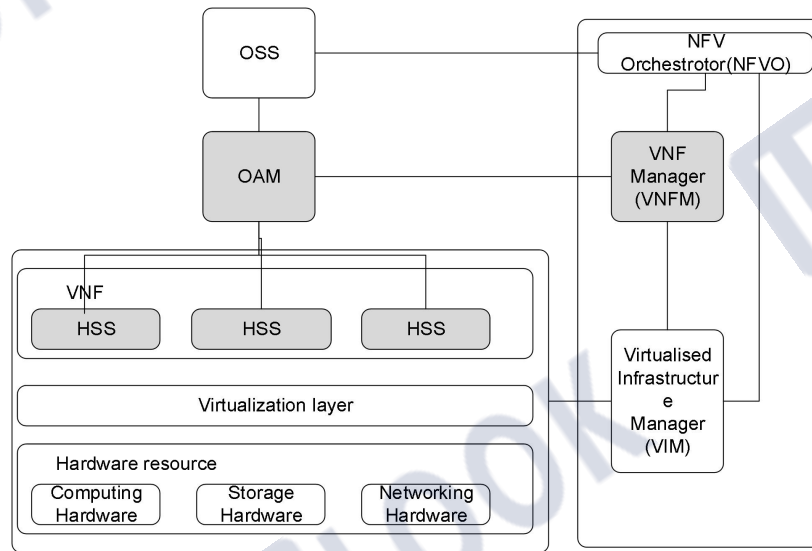 OSS
NFV
Orchestrotor(NFVO)
OAM
VNF
Manager
(VNFM)
VNF
HSS
HSS
HSS
Virtualised
Infrastructur
e
Manager
(VIM)
Virtualization layer
Hardware resource
Computing
Hardware
Storage
Hardware
Networking
Hardware